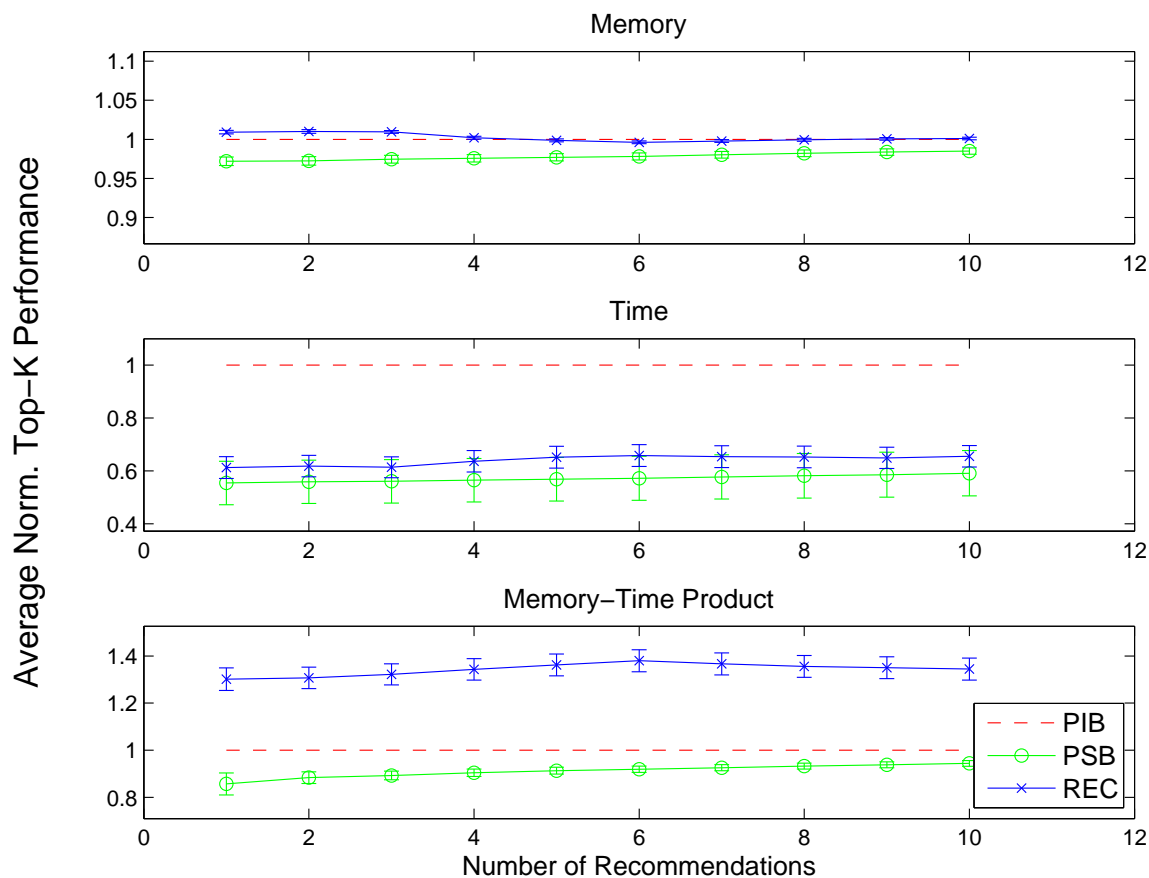 Average Norm. Top-K Performance
Memory
1.1
1.05
1
0.95
0.9
0 2 4 6 8 10 12
Time
1
0.8
0.6
0.4
0 2 4 6 8 10 12
Memory-Time Product
1.4
1.2
1
0.8
PIB
PSB
REC
0 2 4 6 8 10 12
Number of Recommendations